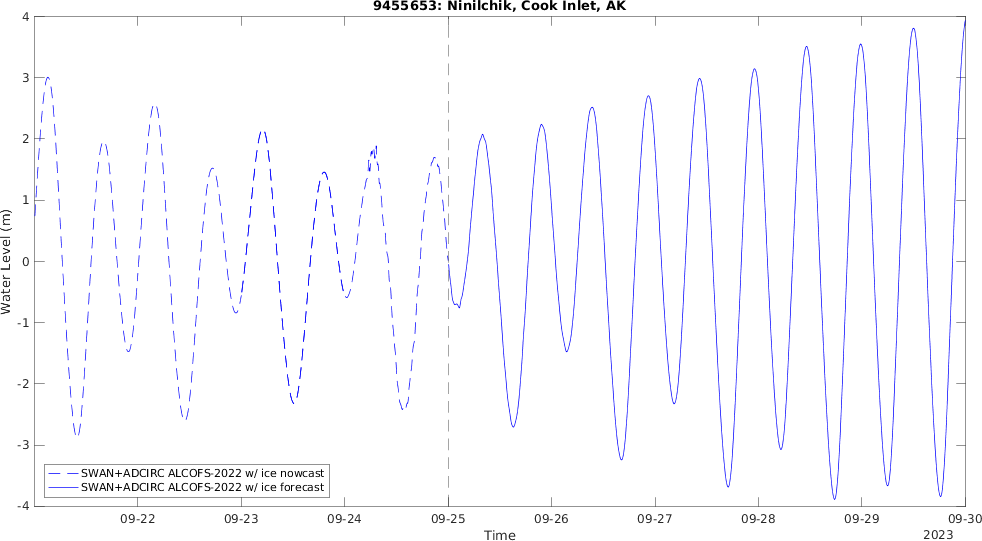 9455653: Ninilchik, Cook Inlet, AK
4
3
2
1
0
-1
-2
-3
-4
Water Level (m)
SWAN+ADCIRC ALCOFS-2022 w/ ice nowcast
SWAN+ADCIRC ALCOFS-2022 w/ ice forecast
09-22 09-23 09-24 09-25 09-26 09-27 09-28 09-29 09-30
Time
2023